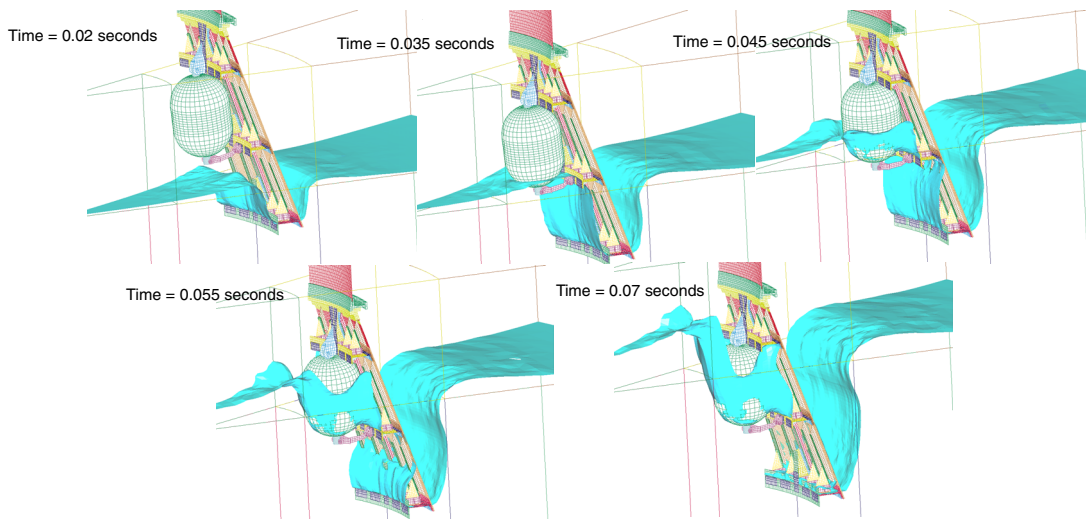 Time = 0.02 seconds
Time = 0.035 seconds
Time = 0.045 seconds
Time = 0.055 seconds
Time = 0.07 seconds